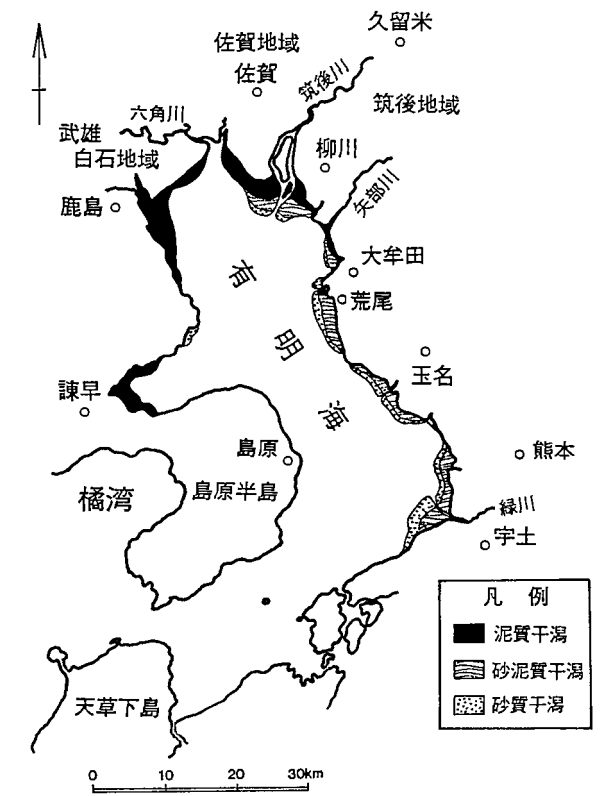 久留米
佐賀地域
佐賀
筑後川
筑後地域
六角川
武雄
白石地域
柳川
矢部川
鹿島
大牟田
有明海
荒尾
玉名
諫早
島原
熊本
橘湾
島原半島
緑川
宇土
凡例
泥質干潟
砂泥質干潟
砂質干潟
天草下島
0 10 20 30km